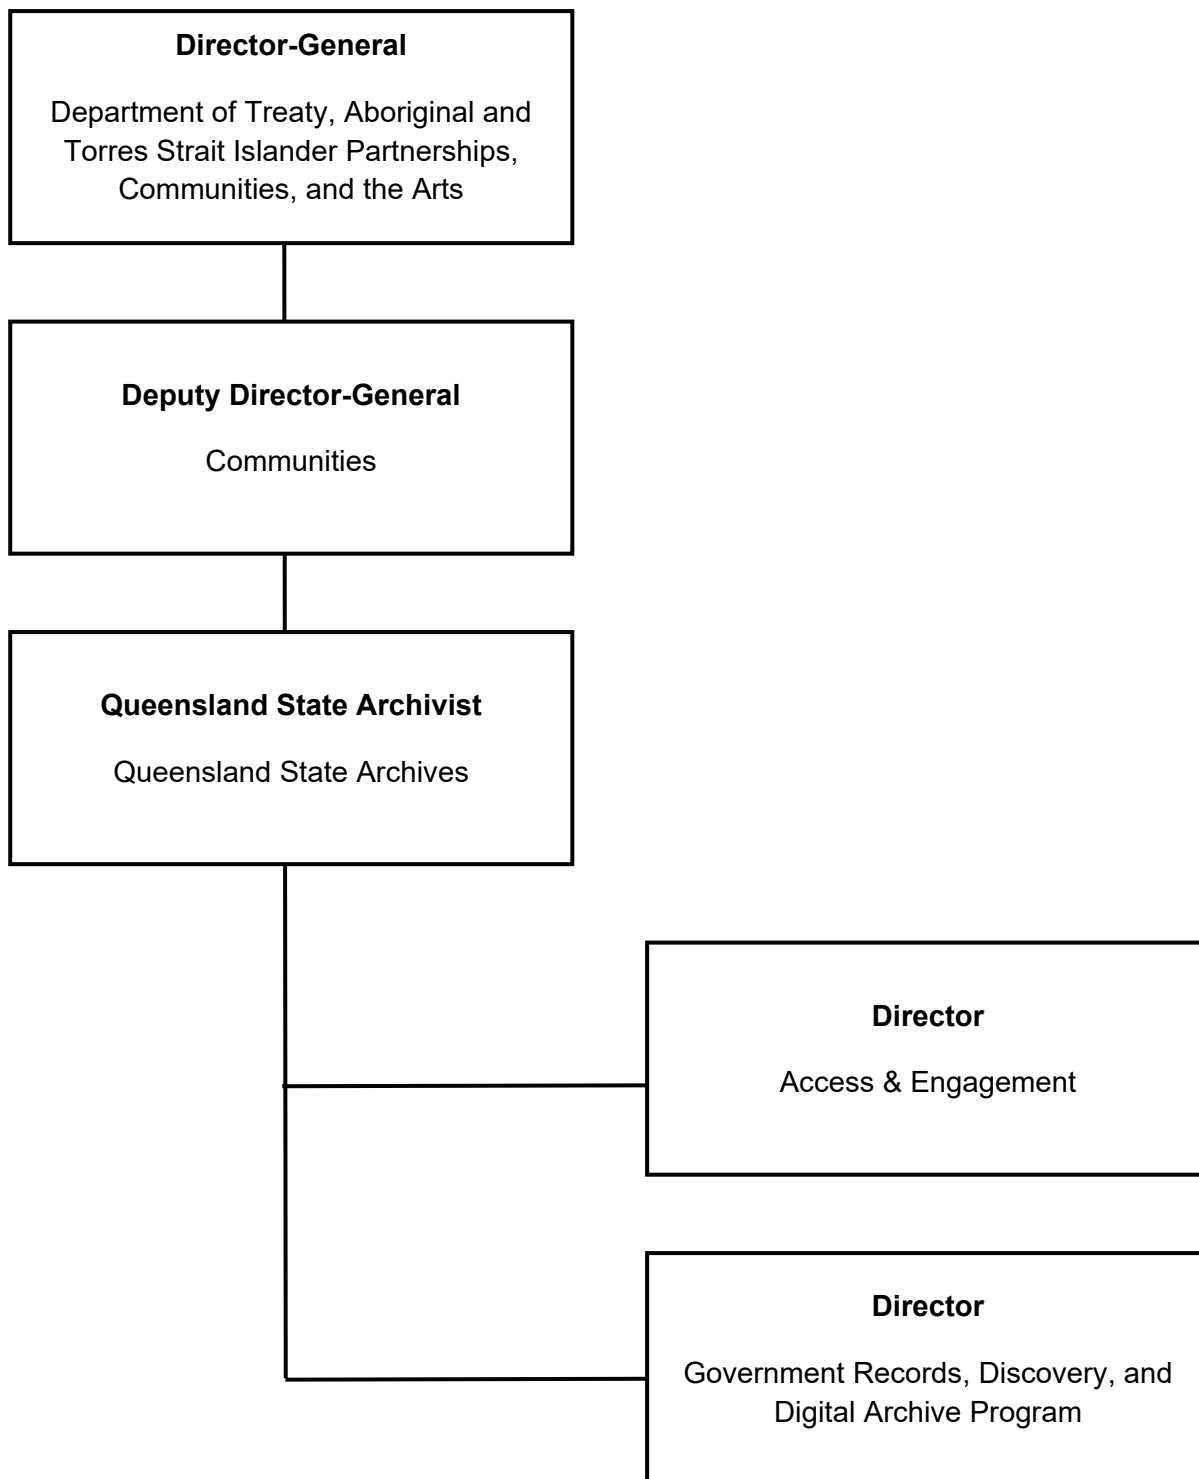 Director-General
Department of Treaty, Aboriginal and
Torres Strait Islander Partnerships,
Communities, and the Arts
Deputy Director-General
Communities
Queensland State Archivist
Queensland State Archives
Director
Access & Engagement
Director
Government Records, Discovery, and
Digital Archive Program